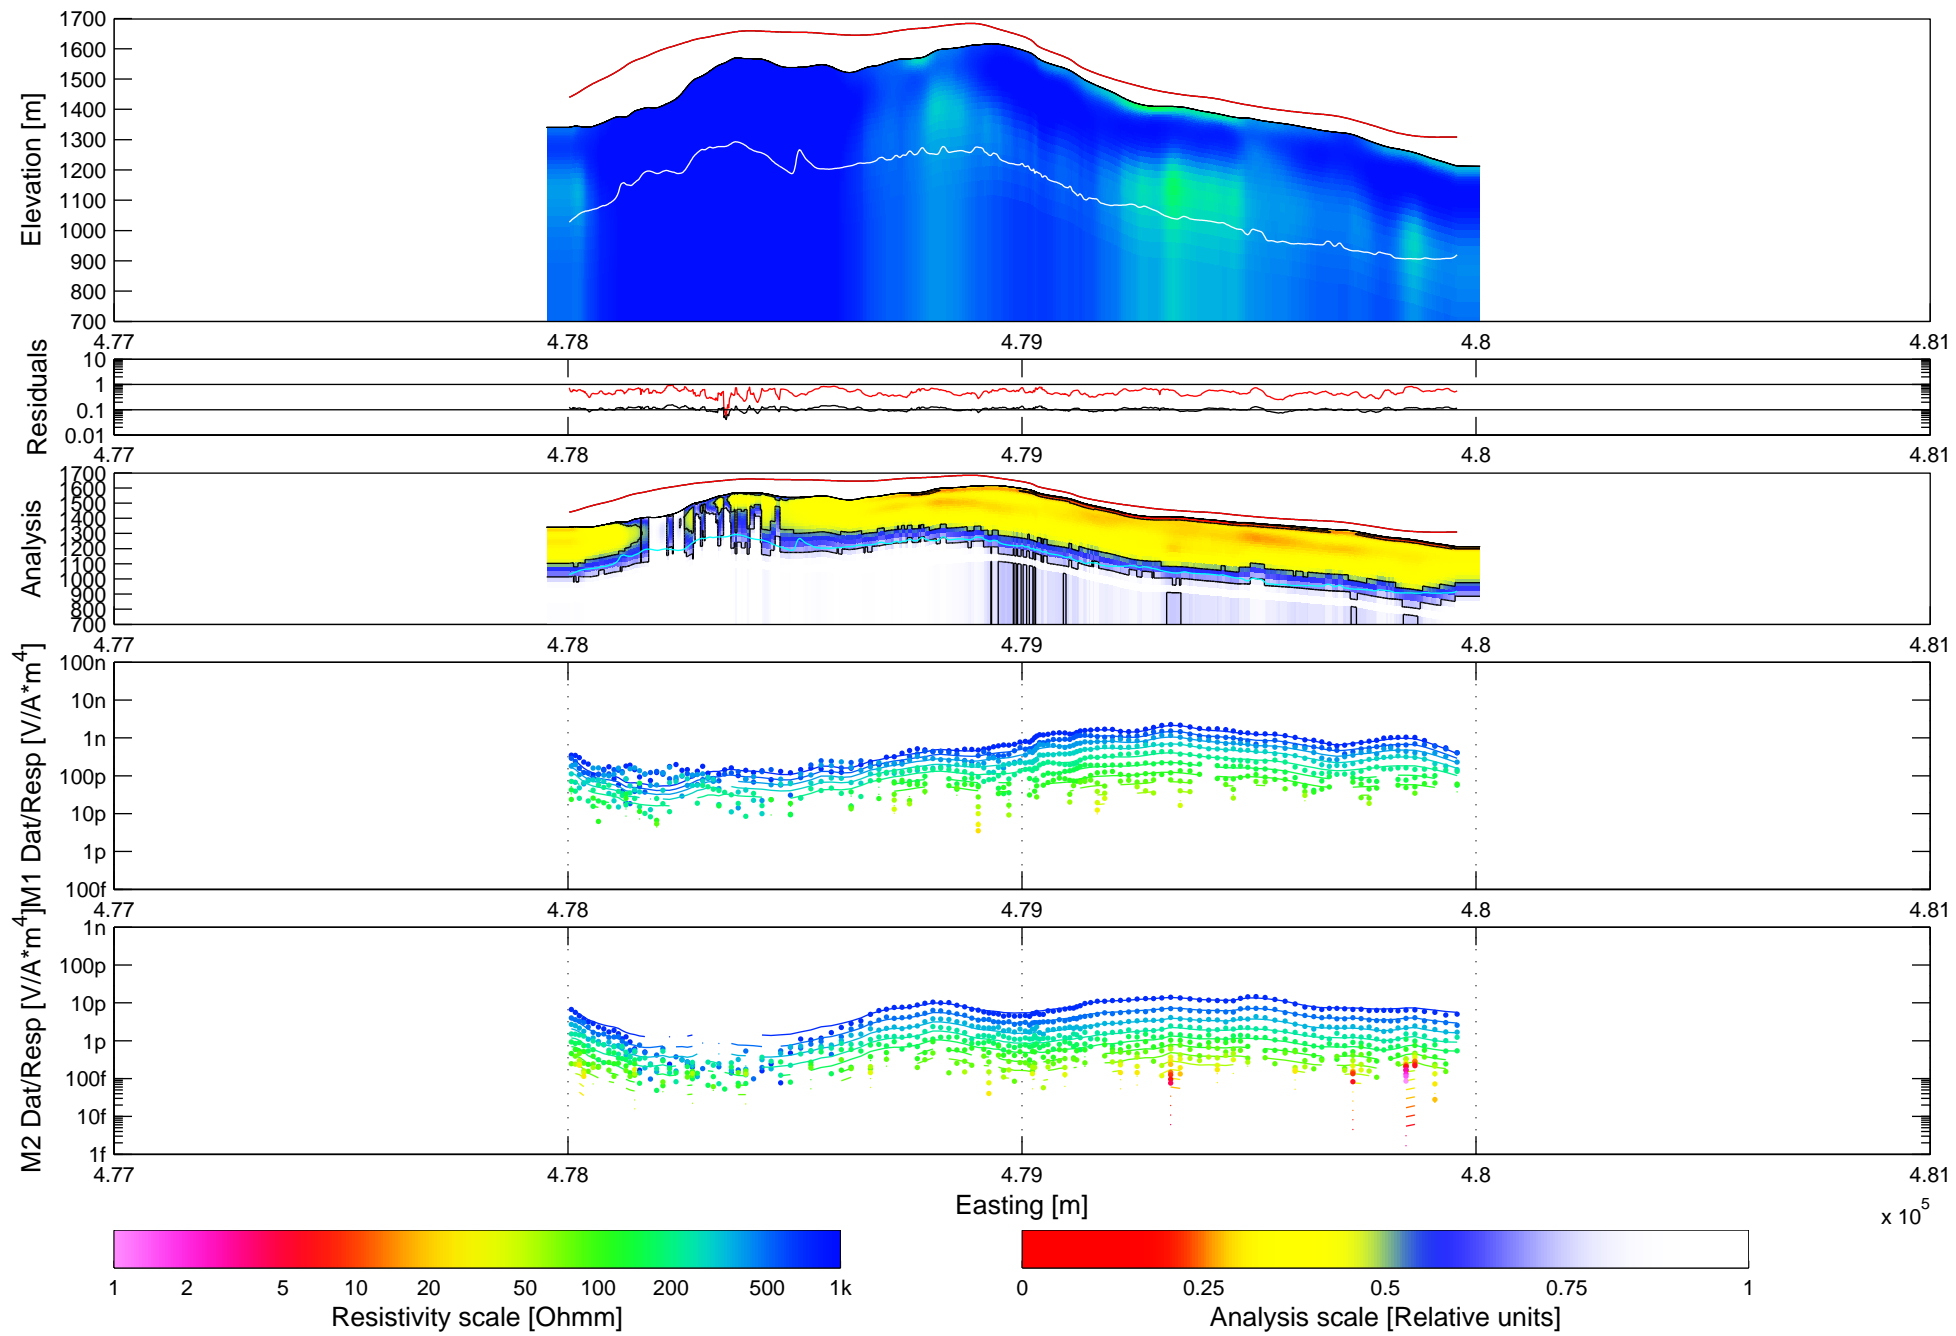 1700
1600
1500
1400
1300
1200
1100
1000
900
800
700
Elevation [m]
4.77 4.78 4.79 4.8 4.81
10
1
0.1
0.01
Residuals
4.77 4.78 4.79 4.8 4.81
1700
1600
1500
1400
1300
1200
1100
1000
900
800
700
Analysis
4.77 4.78 4.79 4.8 4.81
100n
10n
1n
100p
10p
1p
100f
M1 Dat/Resp [V/A*m^4]
4.77 4.78 4.79 4.8 4.81
1n
100p
10p
1p
100f
10f
1f
M2 Dat/Resp [V/A*m^4]
4.77 4.78 4.79 4.8 4.81
Easting [m]
x 10^5
1 2 5 10 20 50 100 200 500 1k
Resistivity scale [Ohmm]
0 0.25 0.5 0.75 1
Analysis scale [Relative units]